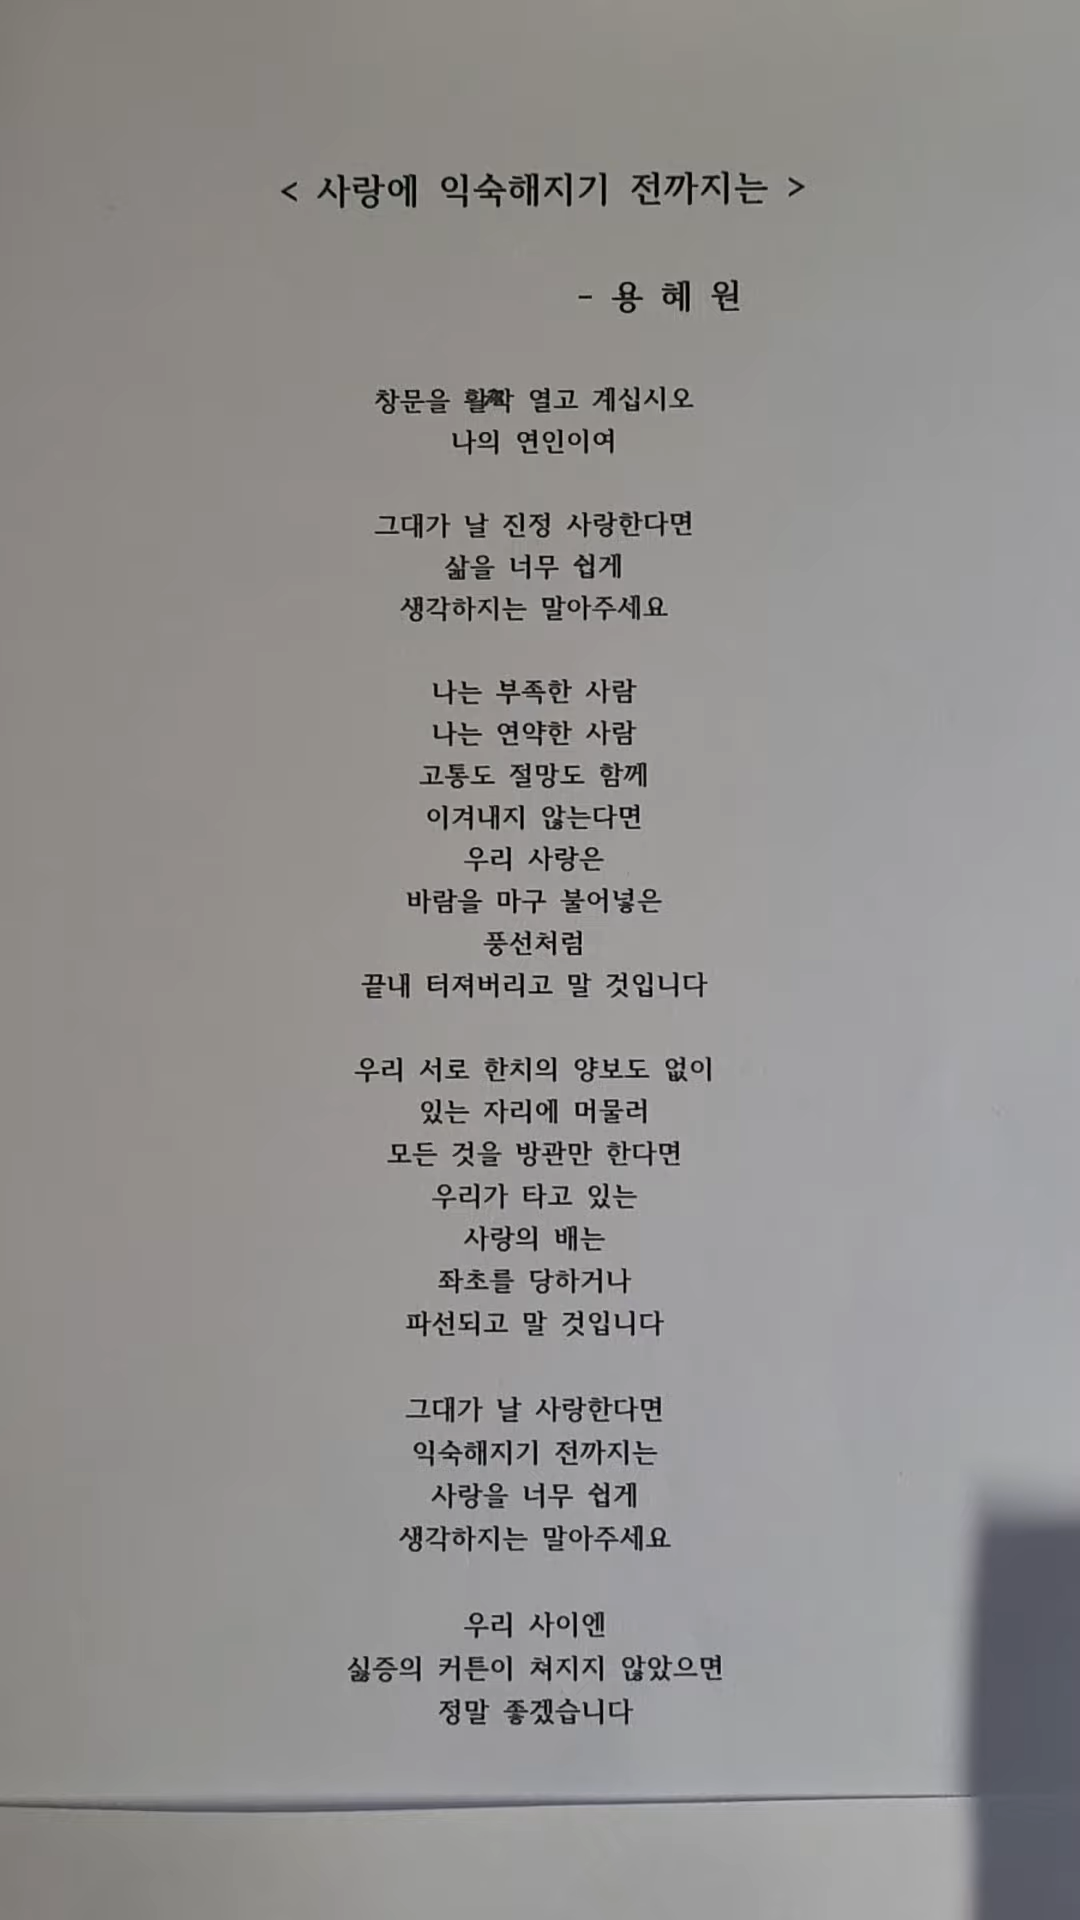 < 사랑에 익숙해지기 전까지는 >
- 용 혜 원
창문을 활짝 열고 계십시오
나의 연인이여
그대가 날 진정 사랑한다면
삶을 너무 쉽게
생각하지는 말아주세요
나는 부족한 사람
나는 연약한 사람
고통도 절망도 함께
이겨내지 않는다면
우리 사랑은
바람을 마구 불어넣은
풍선처럼
끝내 터져버리고 말 것입니다
우리 서로 한치의 양보도 없이
있는 자리에 머물러
모든 것을 방관만 한다면
우리가 타고 있는
사랑의 배는
좌초를 당하거나
파선되고 말 것입니다
그대가 날 사랑한다면
익숙해지기 전까지는
사랑을 너무 쉽게
생각하지는 말아주세요
우리 사이엔
싫증의 커튼이 쳐지지 않았으면
정말 좋겠습니다